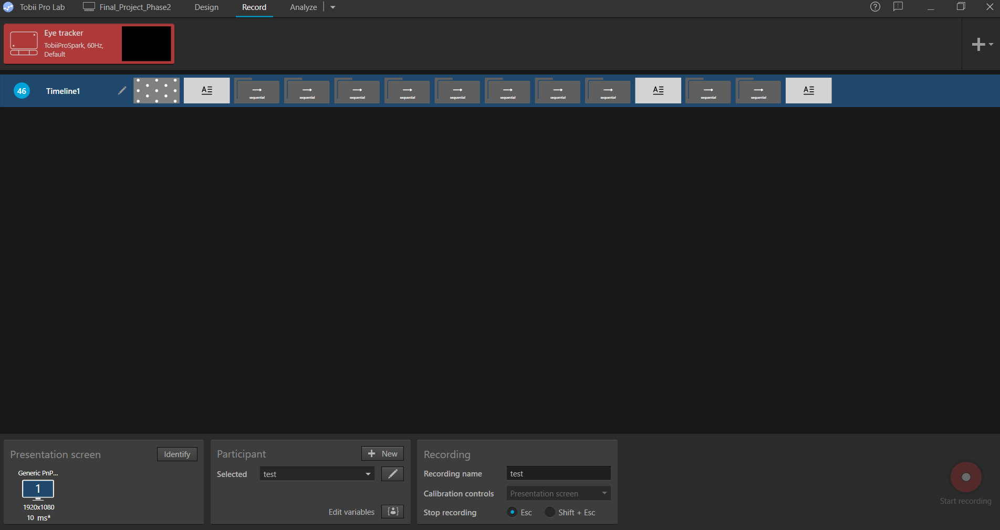 Tobii Pro Lab
Final_Project_Phase2
Design
Record
Analyze
Eye tracker
TobiiProSpark, 60Hz,
Default
46
Timeline1
A
sequential
sequential
sequential
sequential
sequential
sequential
sequential
sequential
A
sequential
sequential
A
Presentation screen
Identify
Generic PnP...
1
1920x1080
10 ms*
Participant
New
Selected
test
Edit variables
Recording
Recording name
test
Calibration controls
Presentation screen
Stop recording
Esc
Shift + Esc
Start recording